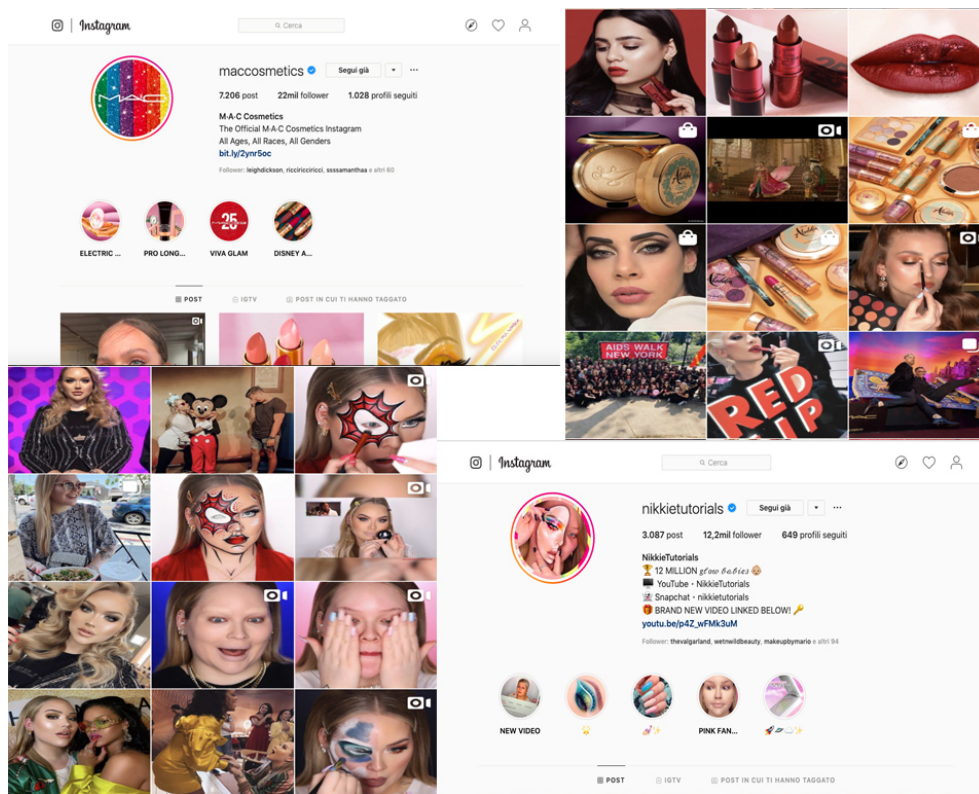 Instagram
Cerca
MAC
maccosmetics
Segui già
7.206 post 22mil follower 1.028 profili seguiti
M·A·C Cosmetics
The Official M·A·C Cosmetics Instagram
All Ages, All Races, All Genders
bit.ly/2ynr5oc
Follower: leighdickson, ricciricciricci, ssssamanthaa e altri 60
ELECTRIC ... PRO LONG... VIVA GLAM DISNEY A...
25
POST IGTV POST IN CUI TI HANNO TAGGATO
Aladdin
AIDS WALK
NEW YORK
RED
LIP
Instagram
Cerca
nikkietutorials
Segui già
3.087 post 12,2mil follower 649 profili seguiti
NikkieTutorials
🏆 12 MILLION glow babies 👶🏼
🖥️ YouTube - NikkieTutorials
👻 Snapchat - nikkietutorials
🎁 BRAND NEW VIDEO LINKED BELOW! 🔑
youtu.be/p4Z_wFMk3uM
Follower: thevalgarland, wetnwildbeauty, makeupbymario e altri 94
NEW VIDEO PINK FAN...
POST IGTV POST IN CUI TI HANNO TAGGATO